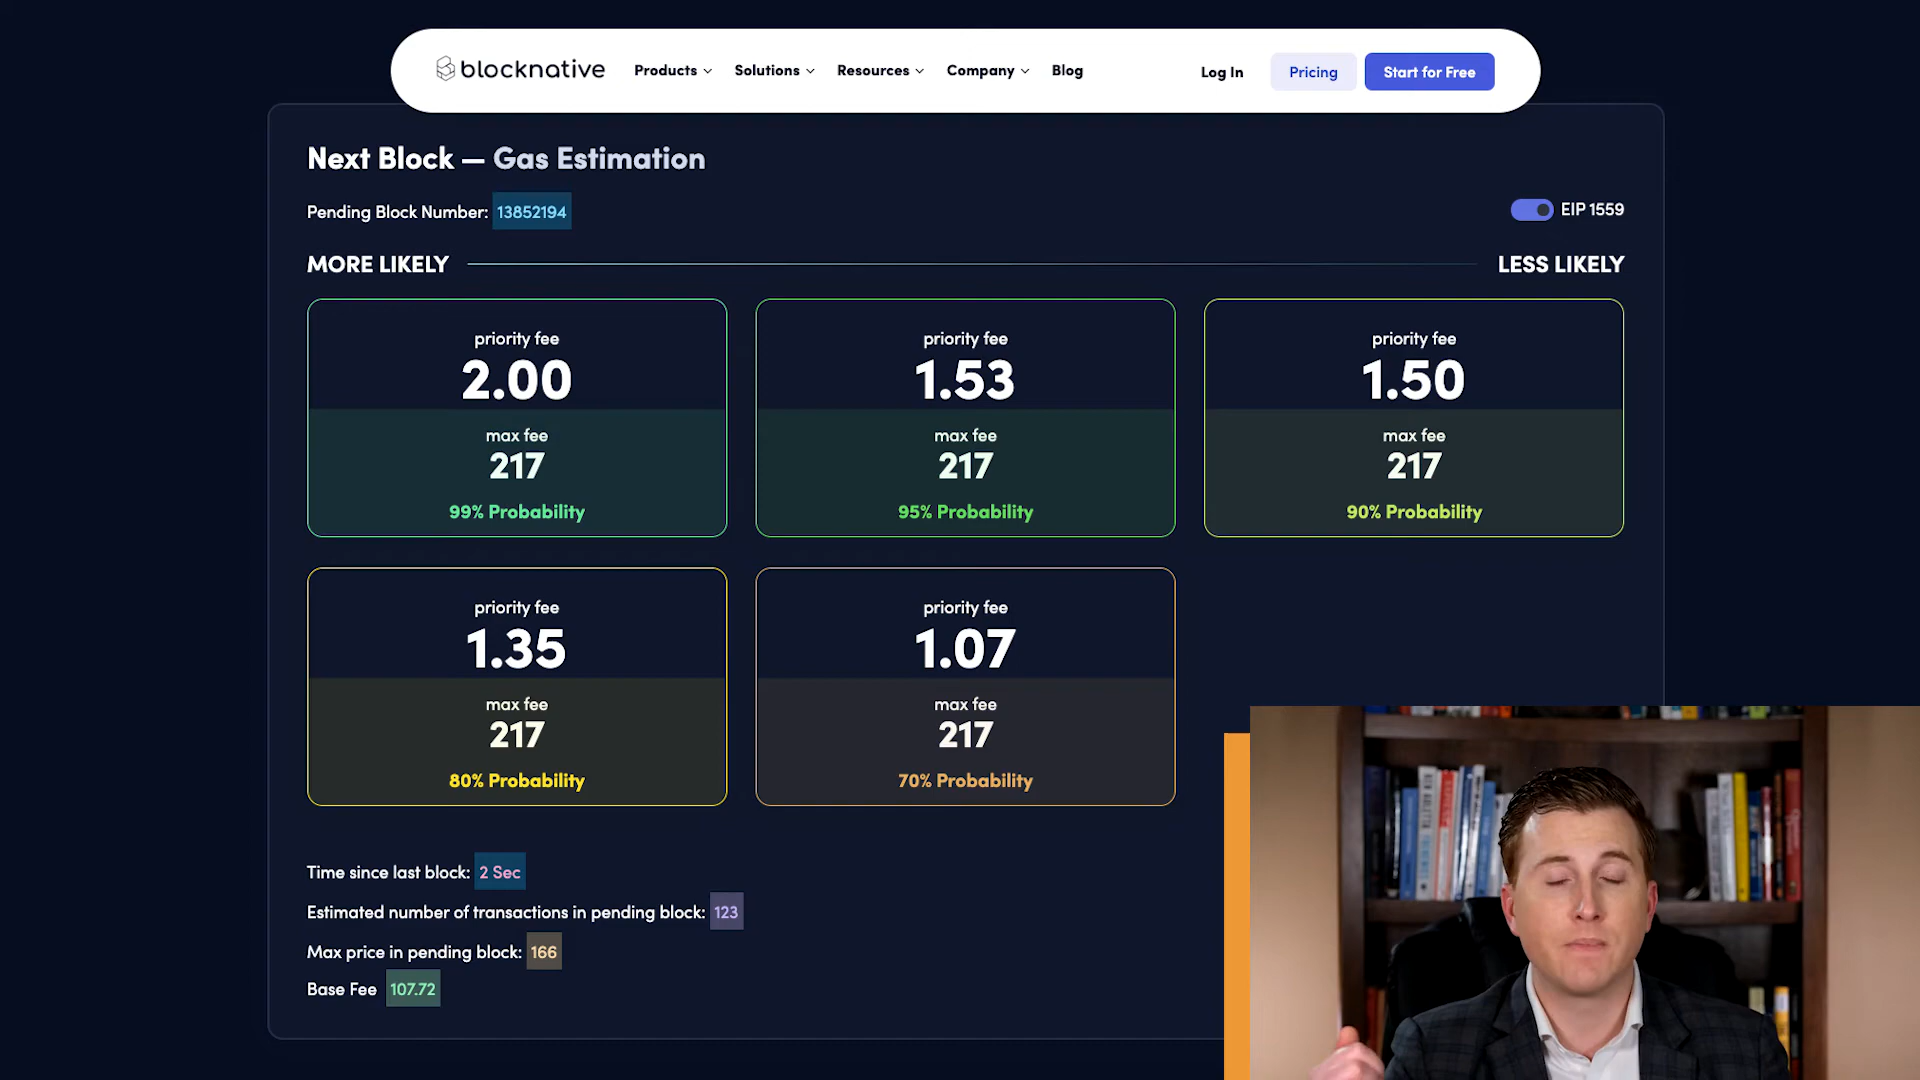 blocknative
Products
Solutions
Resources
Company
Blog
Log In
Pricing
Start for Free
Next Block — Gas Estimation
Pending Block Number: 13852194
EIP 1559
MORE LIKELY
LESS LIKELY
priority fee
2.00
max fee
217
99% Probability
priority fee
1.53
max fee
217
95% Probability
priority fee
1.50
max fee
217
90% Probability
priority fee
1.35
max fee
217
80% Probability
priority fee
1.07
max fee
217
70% Probability
Time since last block: 2 Sec
Estimated number of transactions in pending block: 123
Max price in pending block: 166
Base Fee 107.72